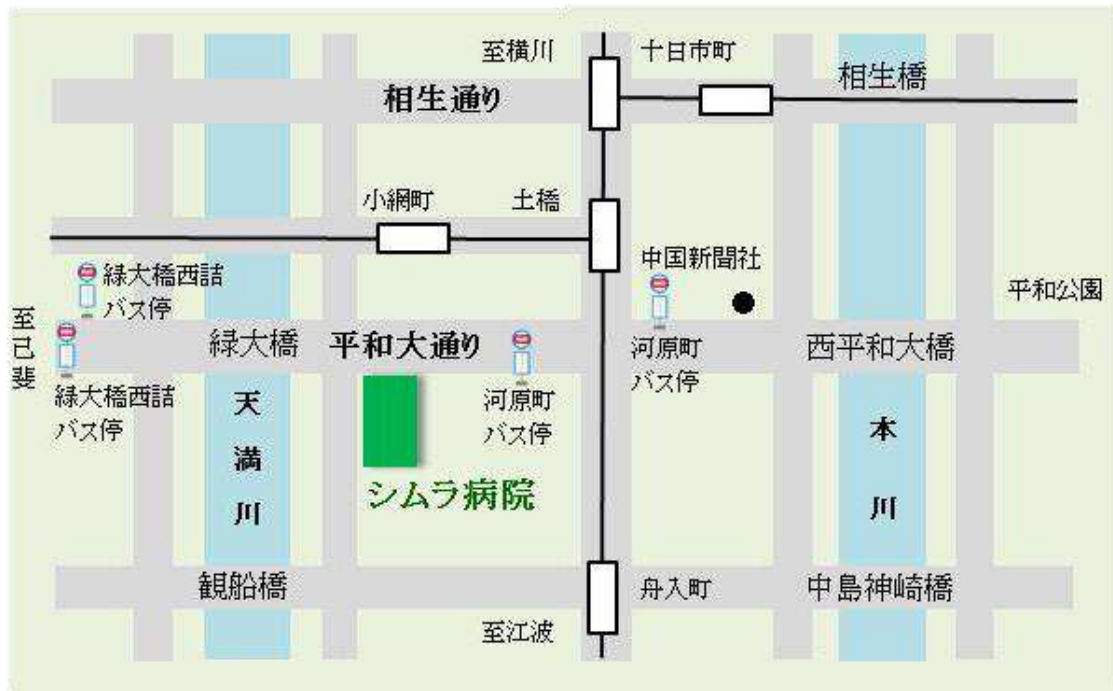 至横川
十日市町
相生橋
相生通り
小網町
土橋
中国新聞社
緑大橋西詰
バス停
平和公園
至己斐
緑大橋
平和大通り
河原町
バス停
西平和大橋
緑大橋西詰
バス停
河原町
バス停
天満川
本川
シムラ病院
観船橋
舟入町
中島神崎橋
至江波